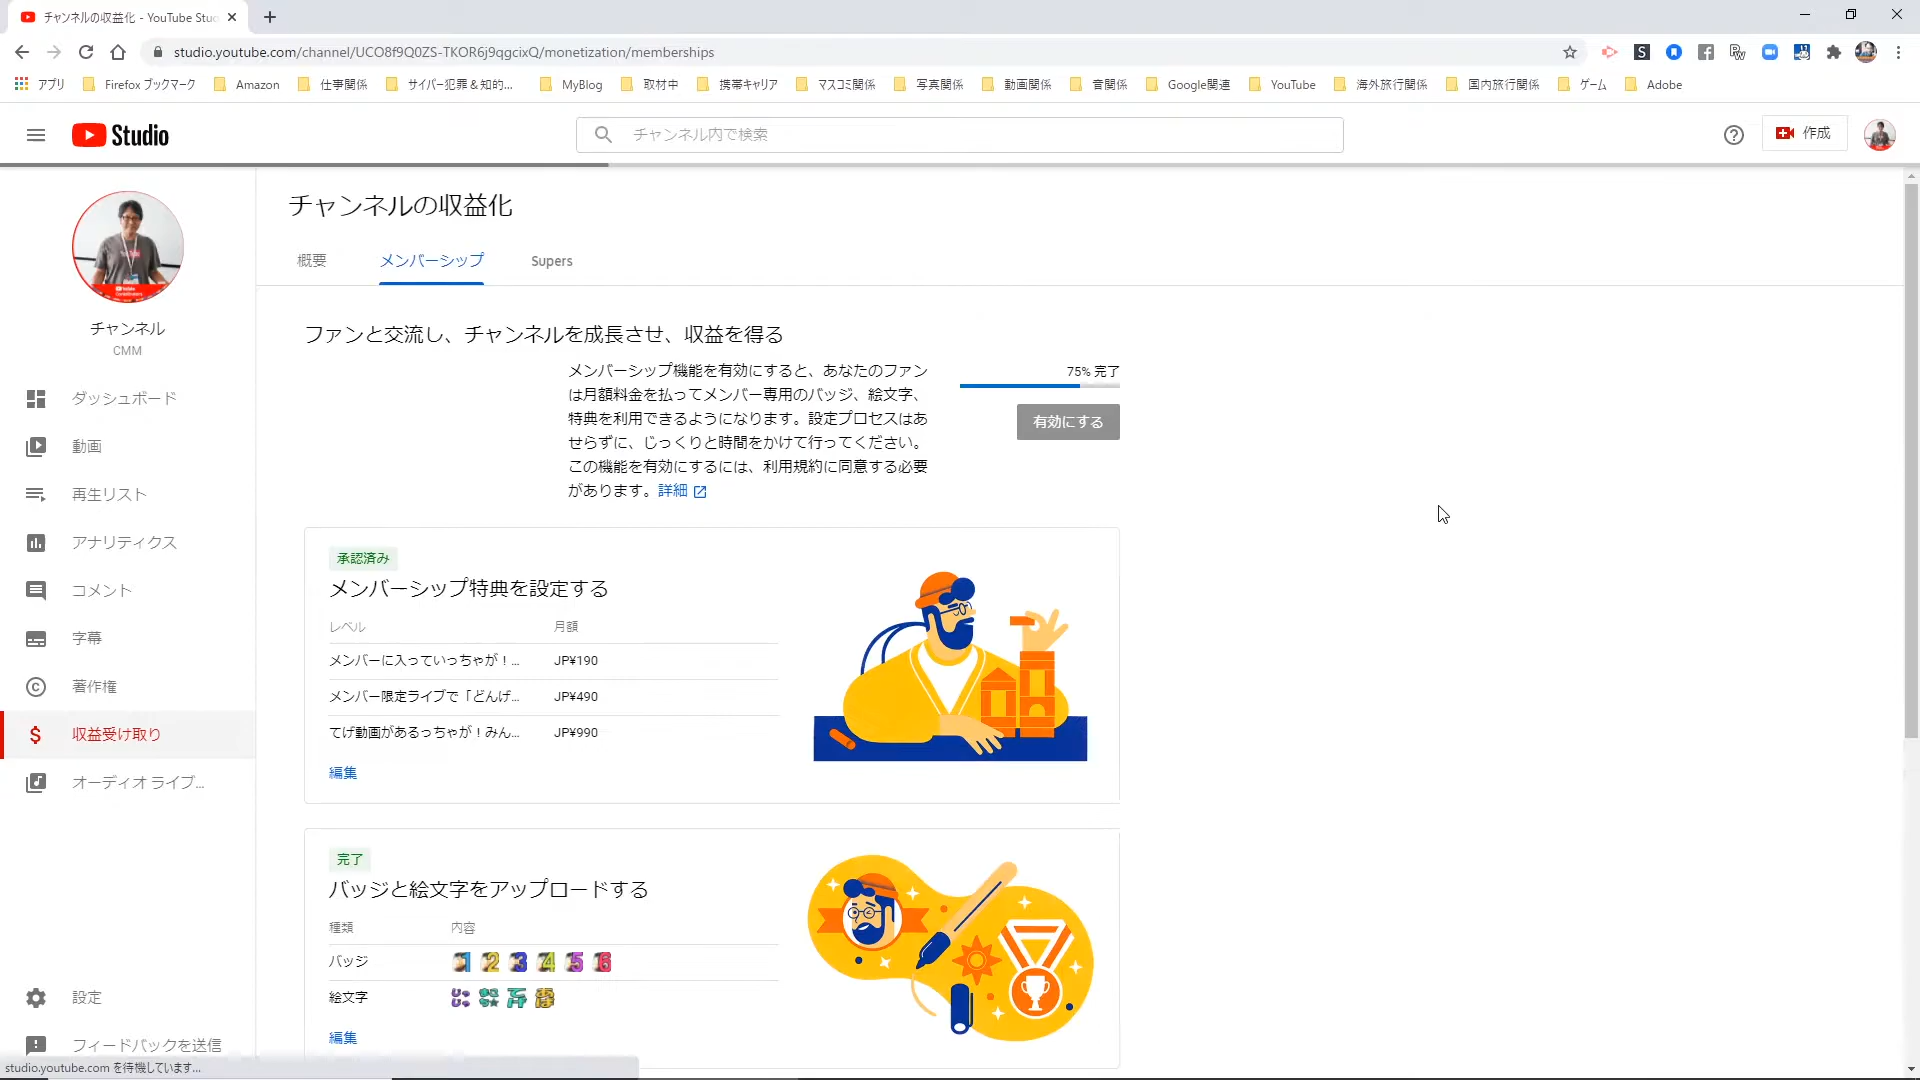 チャンネルの収益化 - YouTube Stu
studio.youtube.com/channel/UCO8f9Q0ZS-TKOR6j9qgcixQ/monetization/memberships
アプリ Firefox ブックマーク Amazon 仕事関係 サイバー犯罪＆知的... MyBlog 取材中 携帯キャリア マスコミ関係 写真関係 動画関係 音関係 Google関連 YouTube 海外旅行関係 国内旅行関係 ゲーム Adobe
Studio
チャンネル内で検索
作成
チャンネル
CMM
ダッシュボード
動画
再生リスト
アナリティクス
コメント
字幕
著作権
収益受け取り
オーディオ ライブ...
設定
フィードバックを送信
チャンネルの収益化
概要 メンバーシップ Supers
ファンと交流し、チャンネルを成長させ、収益を得る
メンバーシップ機能を有効にすると、あなたのファン
は月額料金を払ってメンバー専用のバッジ、絵文字、
特典を利用できるようになります。設定プロセスはあ
せらずに、じっくりと時間をかけて行ってください。
この機能を有効にするには、利用規約に同意する必要
があります。詳細
75% 完了
有効にする
承認済み
メンバーシップ特典を設定する
レベル 月額
メンバーに入っていっちゃが！... JP¥190
メンバー限定ライブで「どんげ... JP¥490
てげ動画があるっちゃが！みん... JP¥990
編集
完了
バッジと絵文字をアップロードする
種類 内容
バッジ 1 2 3 4 5 6
絵文字
編集
studio.youtube.com を待機しています...